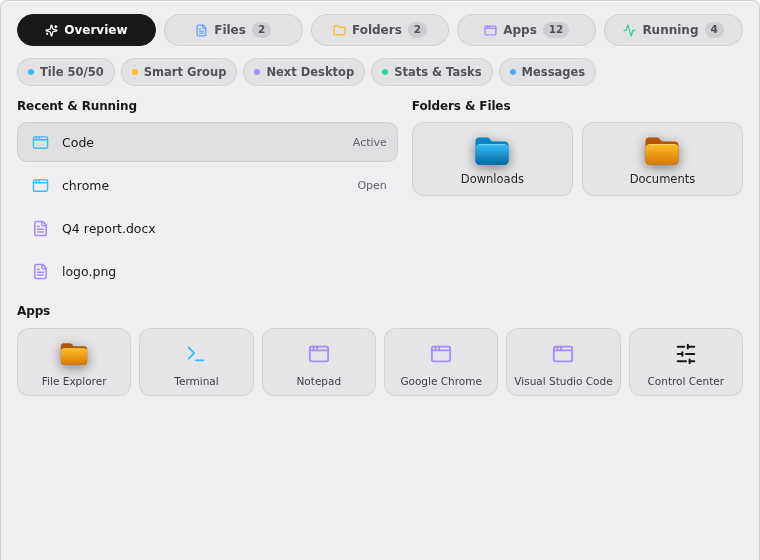 Overview
Files 2
Folders 2
Apps 12
Running 4
Tile 50/50
Smart Group
Next Desktop
Stats & Tasks
Messages
Recent & Running
Code Active
chrome Open
Q4 report.docx
logo.png
Folders & Files
Downloads
Documents
Apps
File Explorer
Terminal
Notepad
Google Chrome
Visual Studio Code
Control Center